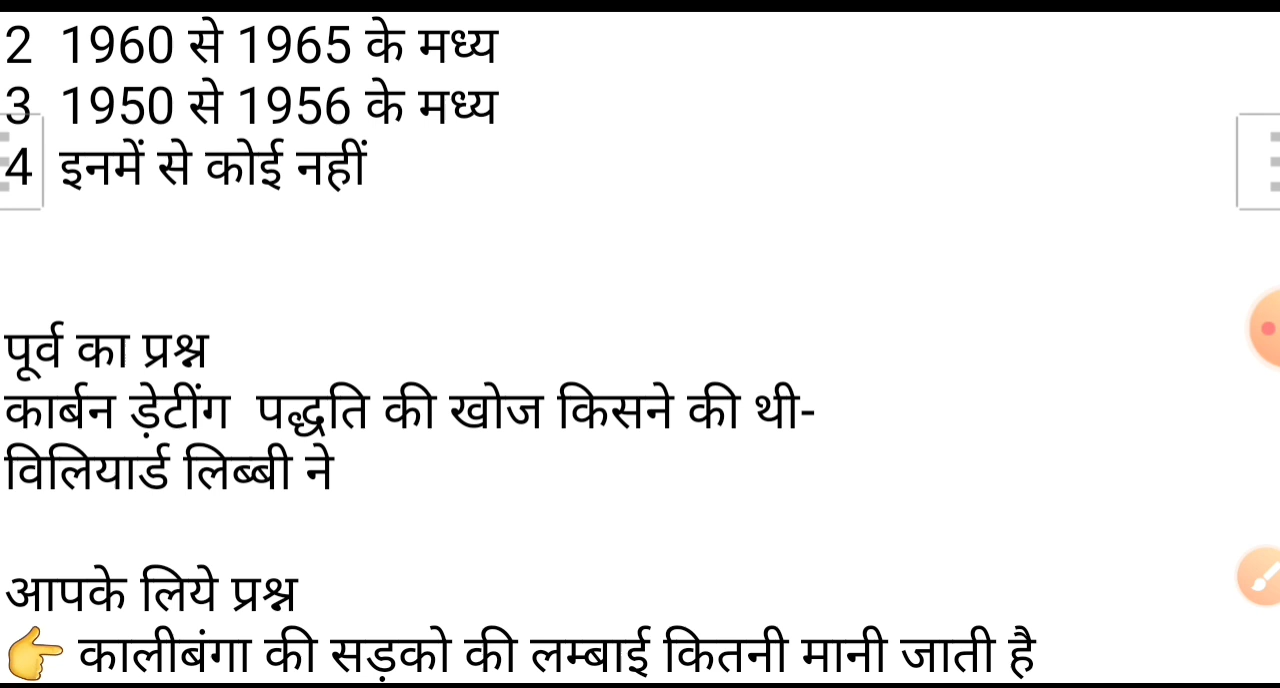 2 1960 से 1965 के मध्य
3 1950 से 1956 के मध्य
4 इनमें से कोई नहीं
पूर्व का प्रश्न
कार्बन ड़ेटींग पद्धति की खोज किसने की थी-
विलियार्ड लिब्बी ने
आपके लिये प्रश्न
👉 कालीबंगा की सड़को की लम्बाई कितनी मानी जाती है